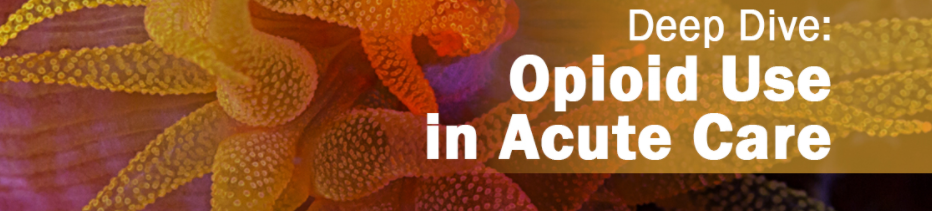 Deep Dive:
Opioid Use
in Acute Care